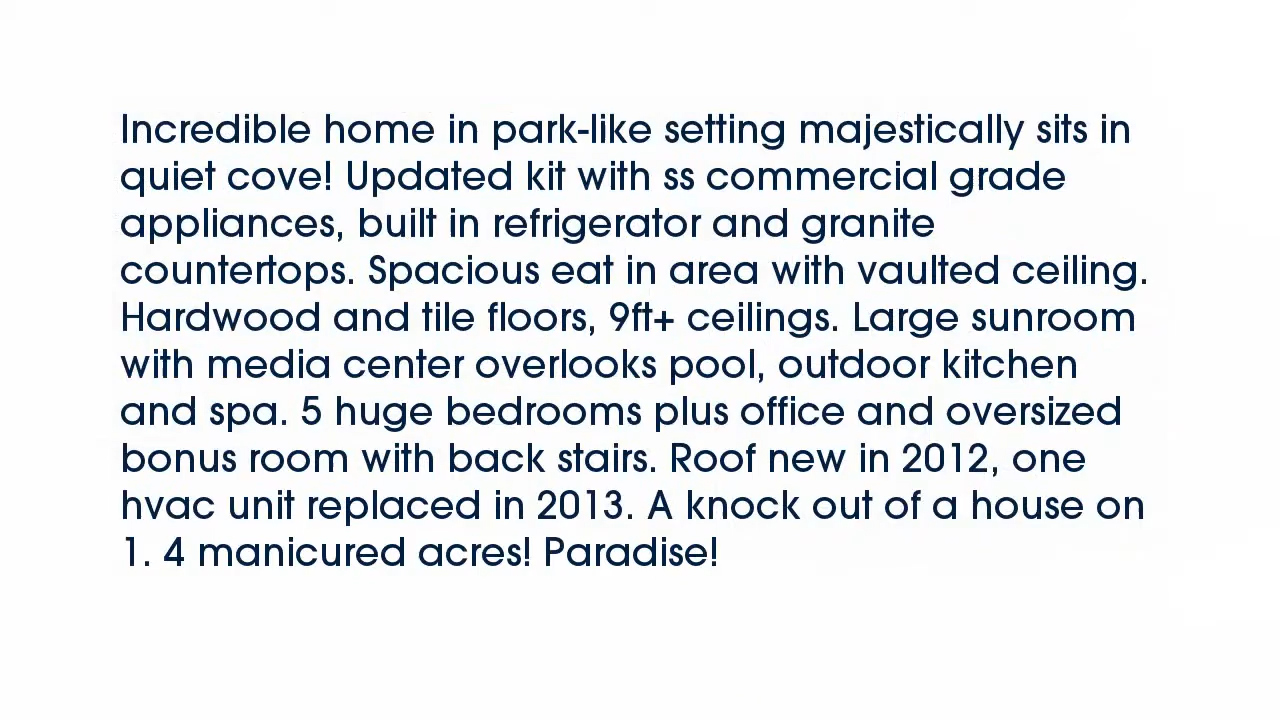 Incredible home in park-like setting majestically sits in
quiet cove! Updated kit with ss commercial grade
appliances, built in refrigerator and granite
countertops. Spacious eat in area with vaulted ceiling.
Hardwood and tile floors, 9ft+ ceilings. Large sunroom
with media center overlooks pool, outdoor kitchen
and spa. 5 huge bedrooms plus office and oversized
bonus room with back stairs. Roof new in 2012, one
hvac unit replaced in 2013. A knock out of a house on
1. 4 manicured acres! Paradise!